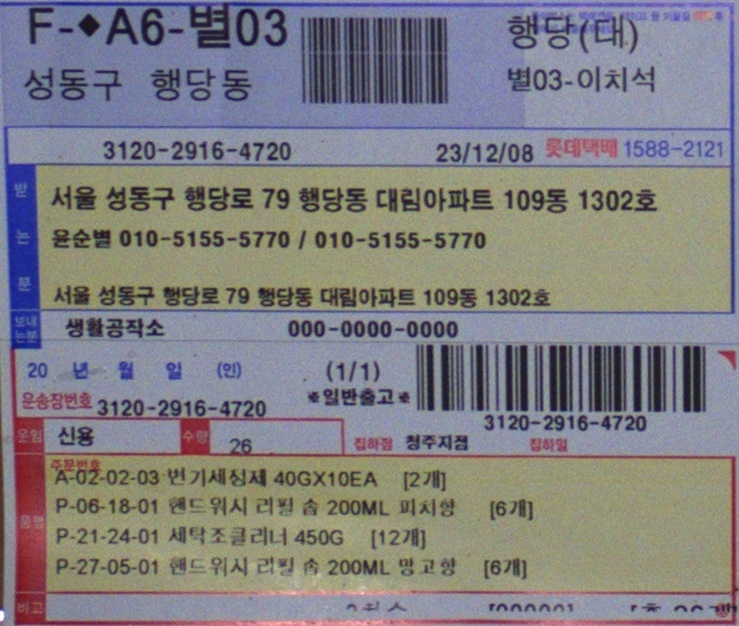 F-◆A6-별03
행당(대)
성동구 행당동
별03-이치석
3120-2916-4720 23/12/08 롯데택배 1588-2121
받는분
서울 성동구 행당로 79 행당동 대림아파트 109동 1302호
윤순별 010-5155-5770 / 010-5155-5770
서울 성동구 행당로 79 행당동 대림아파트 109동 1302호
보내는분 생활공작소 000-0000-0000
20 년 월 일 (인) (1/1)
운송장번호 3120-2916-4720 *일반출고*
3120-2916-4720
운임 신용 수량 26 집하점 청주지점 집하일
품명 주문번호
A-02-02-03 변기세정제 40GX10EA [2개]
P-06-18-01 핸드워시 리필 솝 200ML 피치향 [6개]
P-21-24-01 세탁조클리너 450G [12개]
P-27-05-01 핸드워시 리필 솝 200ML 망고향 [6개]
비고